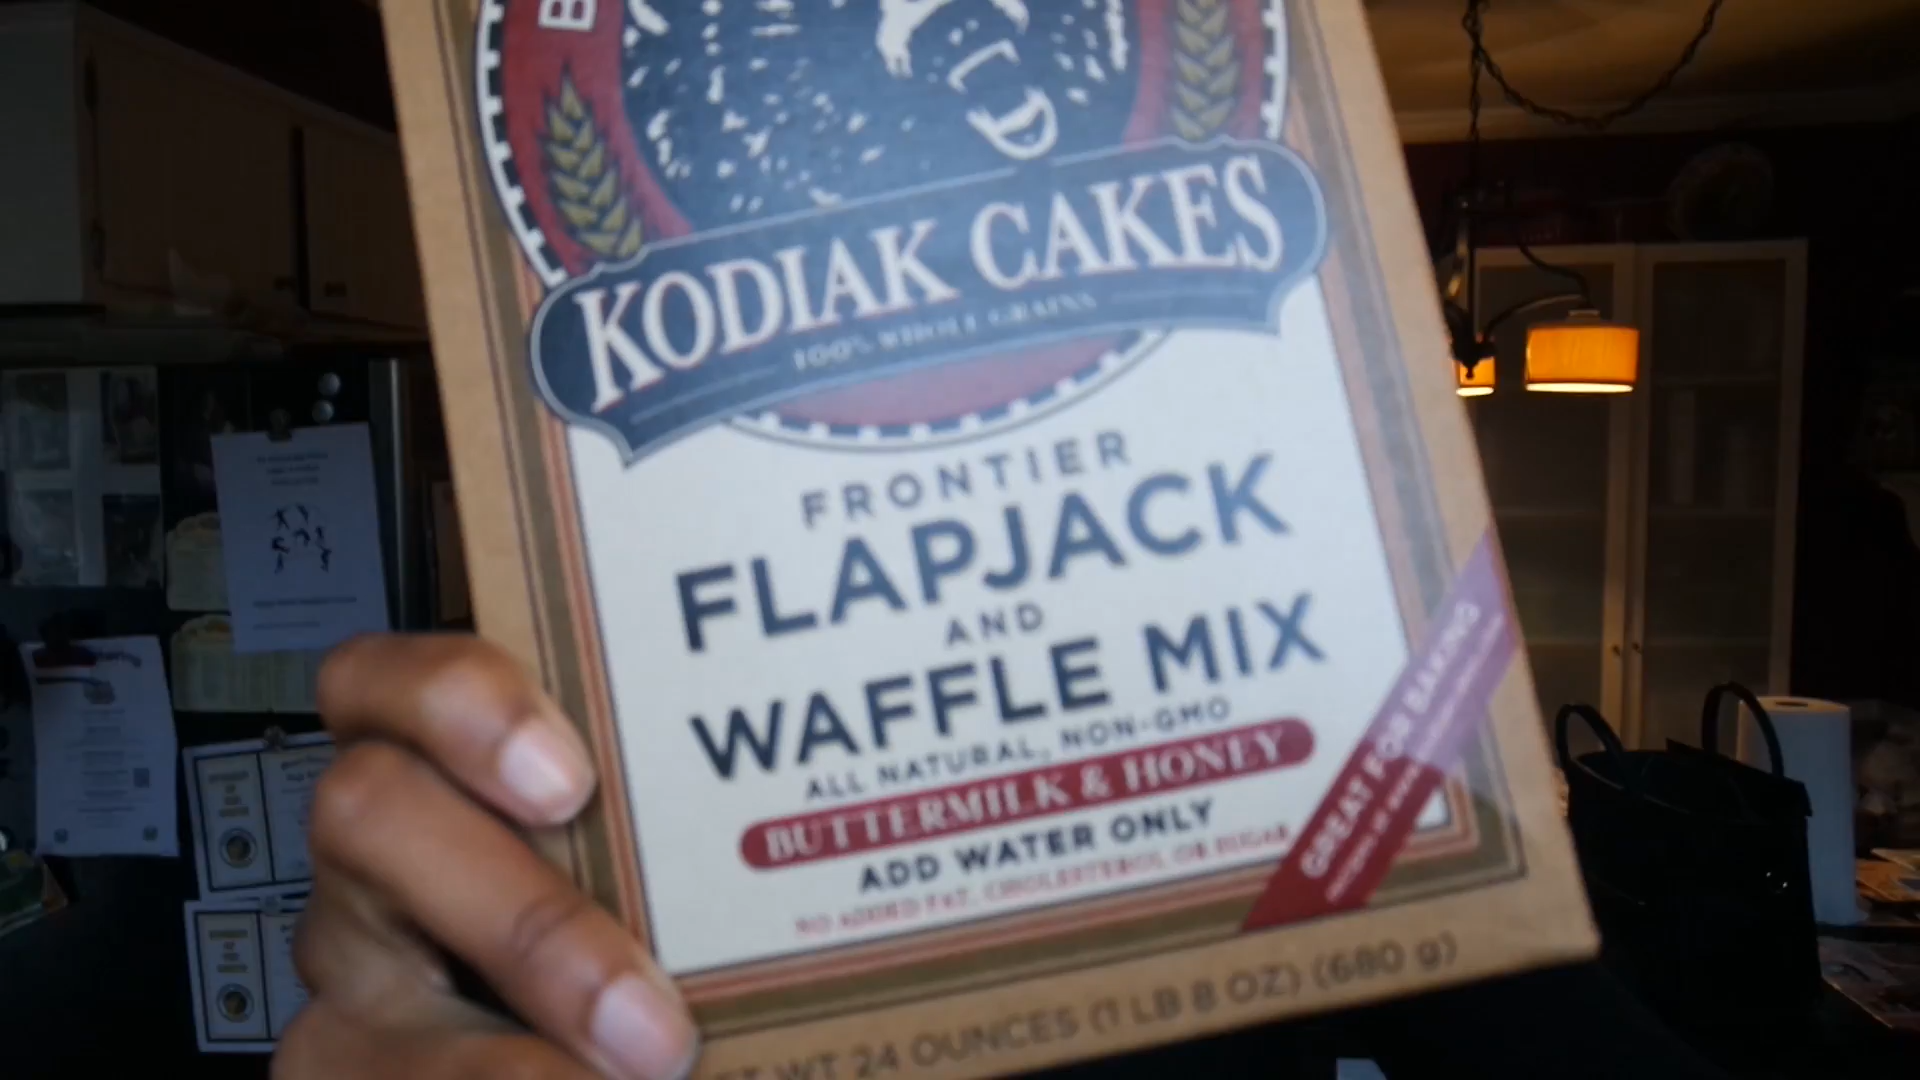 KODIAK CAKES
100% WHOLE GRAINS
FRONTIER
FLAPJACK
AND
WAFFLE MIX
ALL NATURAL, NON-GMO
BUTTERMILK & HONEY
ADD WATER ONLY
NO ADDED FAT, CHOLESTEROL OR SUGAR
GREAT FOR BAKING
WT 24 OUNCES (1 LB 8 OZ) (680 g)